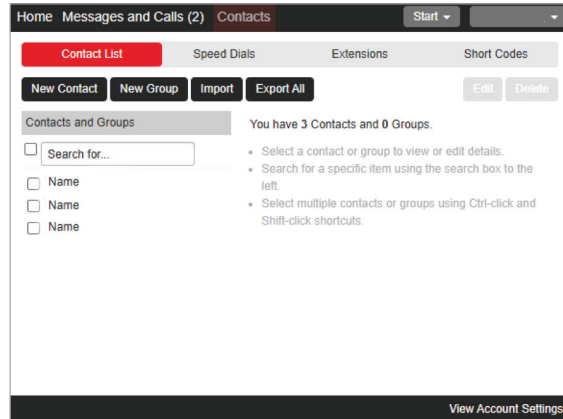 Home Messages and Calls (2) Contacts Start
Contact List Speed Dials Extensions Short Codes
New Contact New Group Import Export All Edit Delete
Contacts and Groups
Search for...
Name
Name
Name
You have 3 Contacts and 0 Groups.
• Select a contact or group to view or edit details.
• Search for a specific item using the search box to the
left.
• Select multiple contacts or groups using Ctrl-click and
Shift-click shortcuts.
View Account Settings